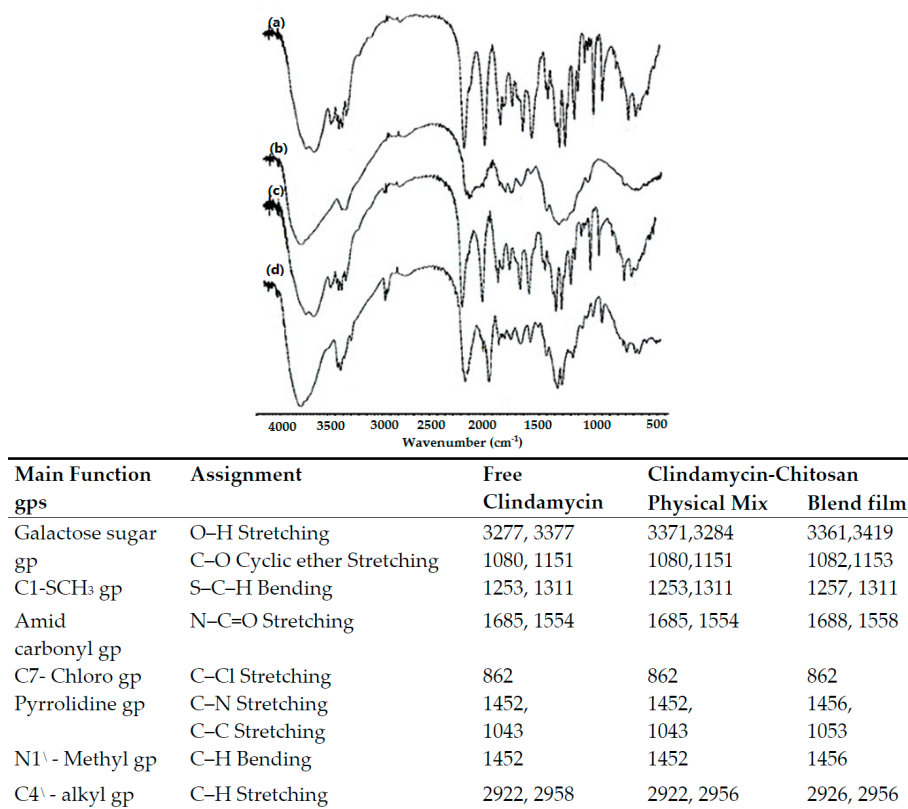 (a)
(b)
(c)
(d)
4000 3500 3000 2500 2000 1500 1000 500
Wavenumber (cm-1)
Main Function gps Assignment Free Clindamycin Clindamycin-Chitosan
Physical Mix Blend film
Galactose sugar gp O–H Stretching 3277, 3377 3371,3284 3361,3419
C–O Cyclic ether Stretching 1080, 1151 1080,1151 1082,1153
C1-SCH3 gp S–C–H Bending 1253, 1311 1253,1311 1257, 1311
Amid carbonyl gp N–C=O Stretching 1685, 1554 1685, 1554 1688, 1558
C7- Chloro gp C–Cl Stretching 862 862 862
Pyrrolidine gp C–N Stretching 1452, 1452, 1456,
C–C Stretching 1043 1043 1053
N1\ - Methyl gp C–H Bending 1452 1452 1456
C4\ - alkyl gp C–H Stretching 2922, 2958 2922, 2956 2926, 2956